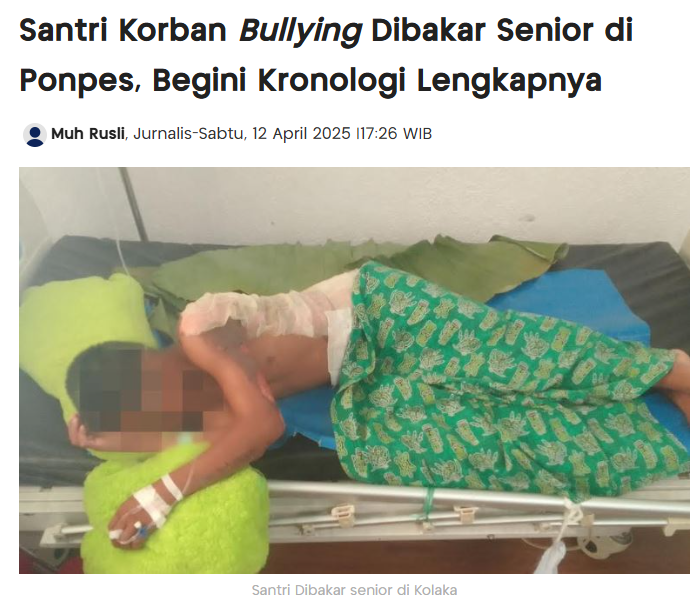 Santri Korban Bullying Dibakar Senior di
Ponpes, Begini Kronologi Lengkapnya
Muh Rusli, Jurnalis-Sabtu, 12 April 2025 |17:26 WIB
Santri Dibakar senior di Kolaka